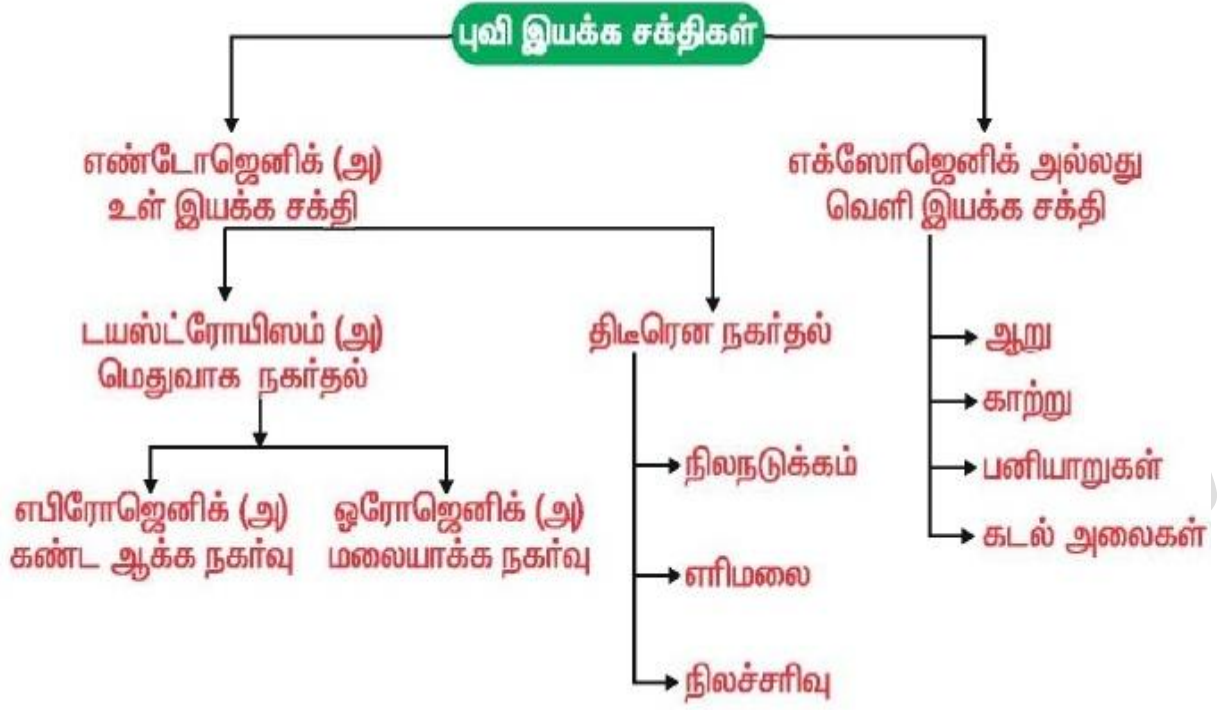 புவி இயக்க சக்திகள்
எண்டோஜெனிக் (அ)
உள் இயக்க சக்தி
எக்ஸோஜெனிக் அல்லது
வெளி இயக்க சக்தி
டயஸ்ட்ரோயிஸம் (அ)
மெதுவாக நகர்தல்
திடீரென நகர்தல்
எபிரோஜெனிக் (அ)
கண்ட ஆக்க நகர்வு
ஓரோஜெனிக் (அ)
மலையாக்க நகர்வு
நிலநடுக்கம்
எரிமலை
நிலச்சரிவு
ஆறு
காற்று
பனியாறுகள்
கடல் அலைகள்